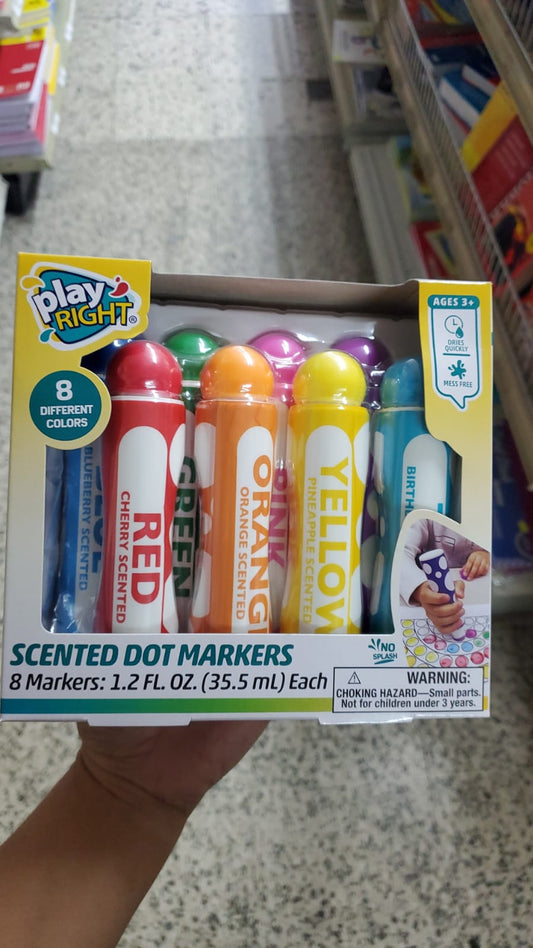 play
RIGHT®
8
DIFFERENT
COLORS
AGES 3+
DRIES
QUICKLY
MESS FREE
BLUEBERRY SCENTED
RED
CHERRY SCENTED
GREEN
ORANGE
ORANGE SCENTED
PINK
YELLOW
PINEAPPLE SCENTED
BIRTH
SCENTED DOT MARKERS
NO
SPLASH
8 Markers: 1.2 FL. OZ. (35.5 mL) Each
WARNING:
CHOKING HAZARD—Small parts.
Not for children under 3 years.